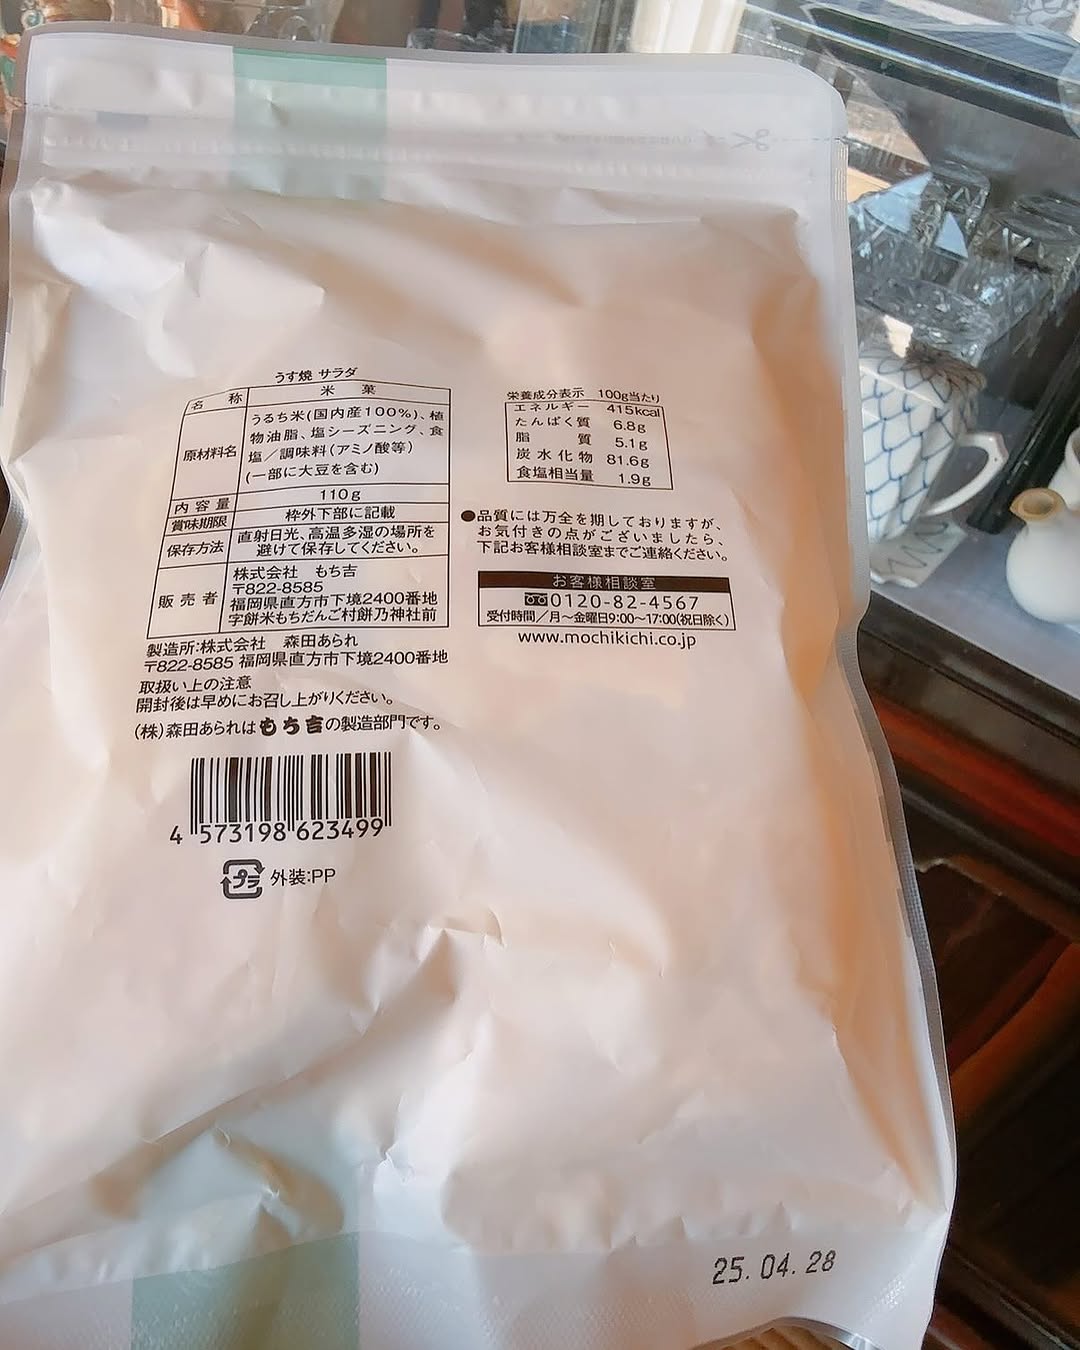 うす焼 サラダ
名称 米菓
原材料名 うるち米(国内産100%)、植
物油脂、塩シーズニング、食
塩／調味料(アミノ酸等)
(一部に大豆を含む)
内容量 110g
賞味期限 枠外下部に記載
保存方法 直射日光、高温多湿の場所を
避けて保存してください。
販売者 株式会社 もち吉
〒822-8585
福岡県直方市下境2400番地
字餅米もちだんご村餅乃神社前
製造所:株式会社 森田あられ
〒822-8585 福岡県直方市下境2400番地
取扱い上の注意
開封後は早めにお召し上がりください。
(株)森田あられはもち吉の製造部門です。
4 573198 623499
プラ 外装:PP
栄養成分表示 100g当たり
エネルギー 415kcal
たんぱく質 6.8g
脂質 5.1g
炭水化物 81.6g
食塩相当量 1.9g
●品質には万全を期しておりますが、
お気付きの点がございましたら、
下記お客様相談室までご連絡ください。
お客様相談室
0120-82-4567
受付時間／月〜金曜日9:00〜17:00(祝日除く)
www.mochikichi.co.jp
25. 04. 28